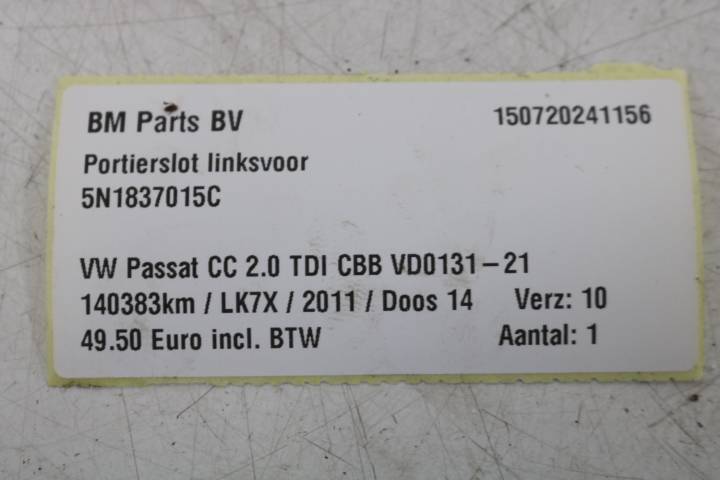 BM Parts BV 150720241156
Portierslot linksvoor
5N1837015C
VW Passat CC 2.0 TDI CBB VD0131-21
140383km / LK7X / 2011 / Doos 14 Verz: 10
49.50 Euro incl. BTW Aantal: 1